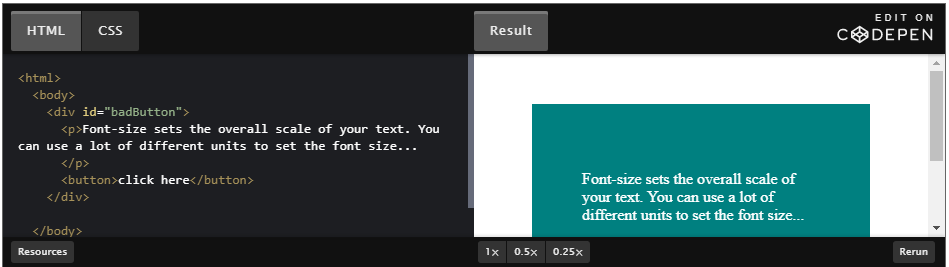 HTML CSS Result EDIT ON
CODEPEN
<html>
<body>
<div id="badButton">
<p>Font-size sets the overall scale of your text. You
can use a lot of different units to set the font size...
</p>
<button>click here</button>
</div>
</body>
Font-size sets the overall scale of
your text. You can use a lot of
different units to set the font size...
Resources 1x 0.5x 0.25x Rerun